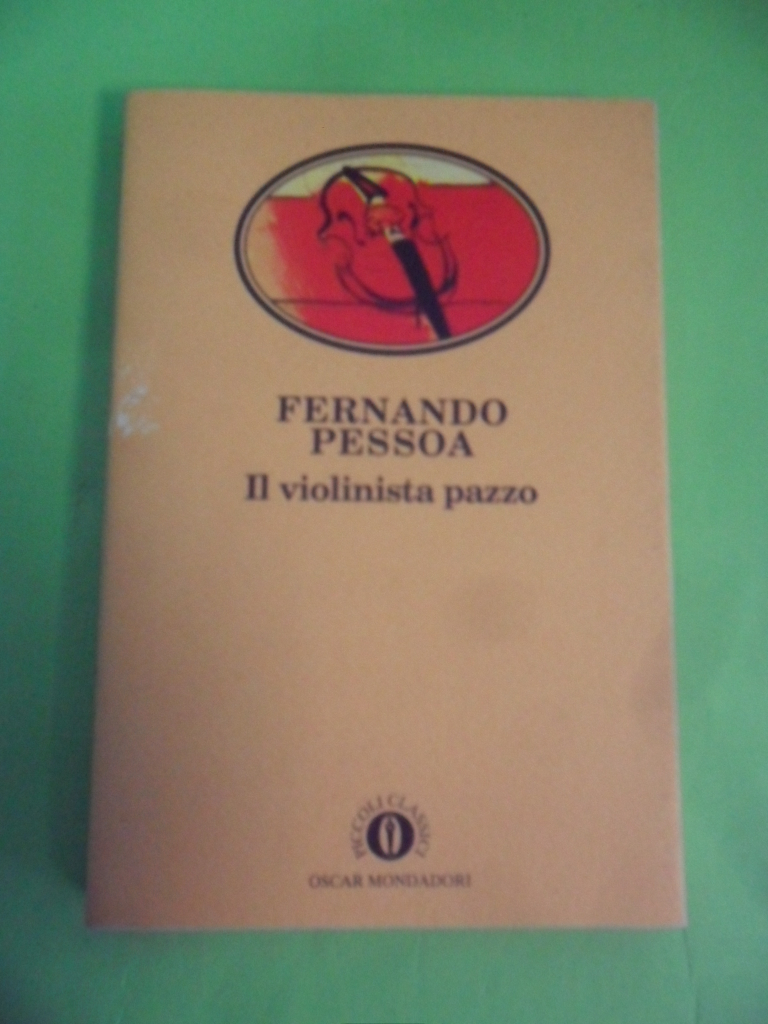 FERNANDO
PESSOA
Il violinista pazzo
PICCOLI CLASSICI
OSCAR MONDADORI